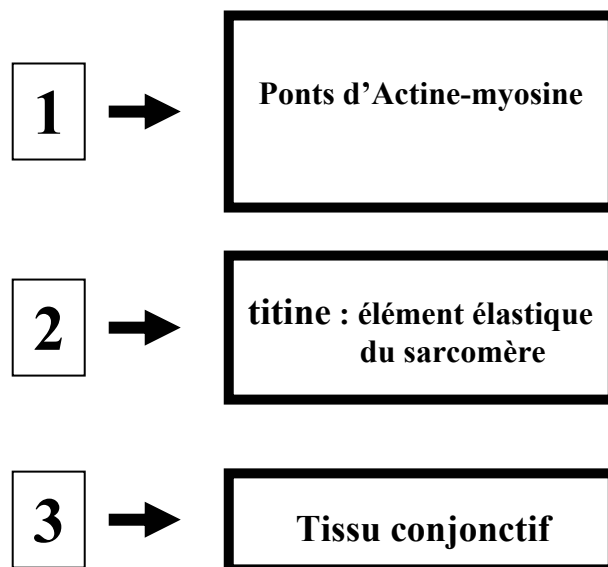 1
Ponts d’Actine-myosine
2
titine : élément élastique
du sarcomère
3
Tissu conjonctif